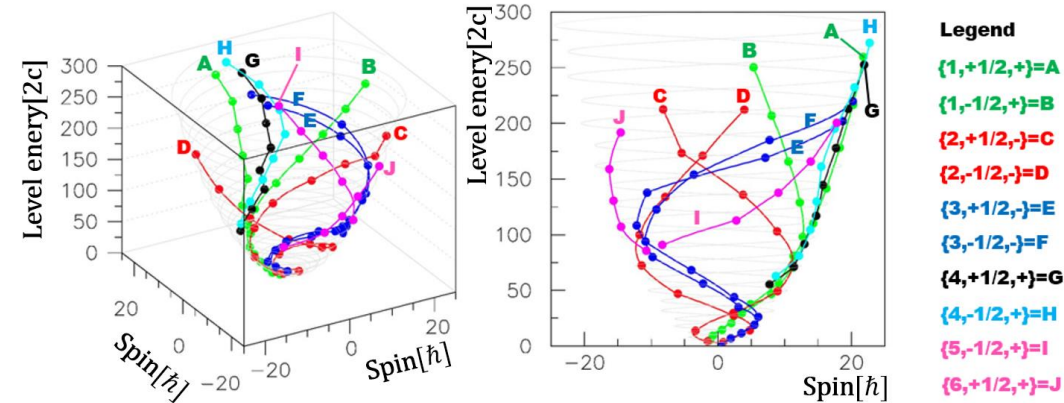 Level enery[2c]
300
250
200
150
100
50
0
20
0
−20
Spin[ℏ]
−20
0
20
Spin[ℏ]
A
H
G
I
B
F
E
D
C
J
Level enery[2c]
300
250
200
150
100
50
0
−20
0
20
Spin[ℏ]
A
H
B
C
D
G
J
F
E
I
Legend
{1,+1/2,+}=A
{1,-1/2,+}=B
{2,+1/2,-}=C
{2,-1/2,-}=D
{3,+1/2,-}=E
{3,-1/2,-}=F
{4,+1/2,+}=G
{4,-1/2,+}=H
{5,-1/2,+}=I
{6,+1/2,+}=J